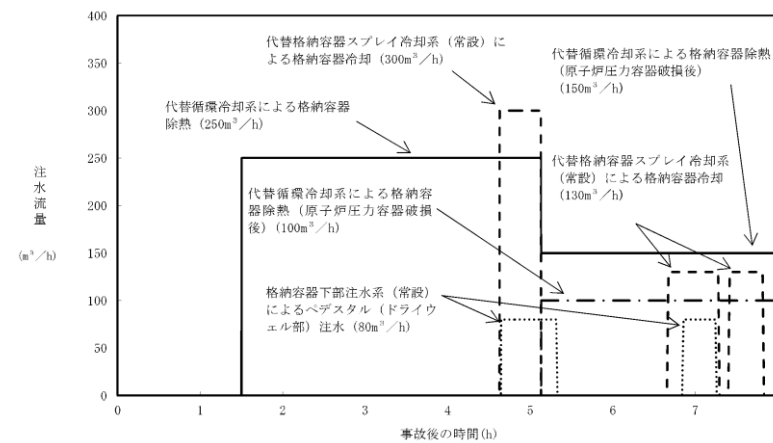 400
350
300
250
200
150
100
50
0
注水流量
(m³/h)
代替格納容器スプレイ冷却系（常設）に
よる格納容器冷却 (300m³/h)
代替循環冷却系による格納容器
除熱 (250m³/h)
代替循環冷却系による格納容器除熱
（原子炉圧力容器破損後）
(150m³/h)
代替格納容器スプレイ冷却系
（常設）による格納容器冷却
(130m³/h)
代替循環冷却系による格納容
器除熱（原子炉圧力容器破損
後）(100m³/h)
格納容器下部注水系（常設）
によるペデスタル（ドライウ
ェル部）注水 (80m³/h)
0 1 2 3 4 5 6 7
事故後の時間(h)